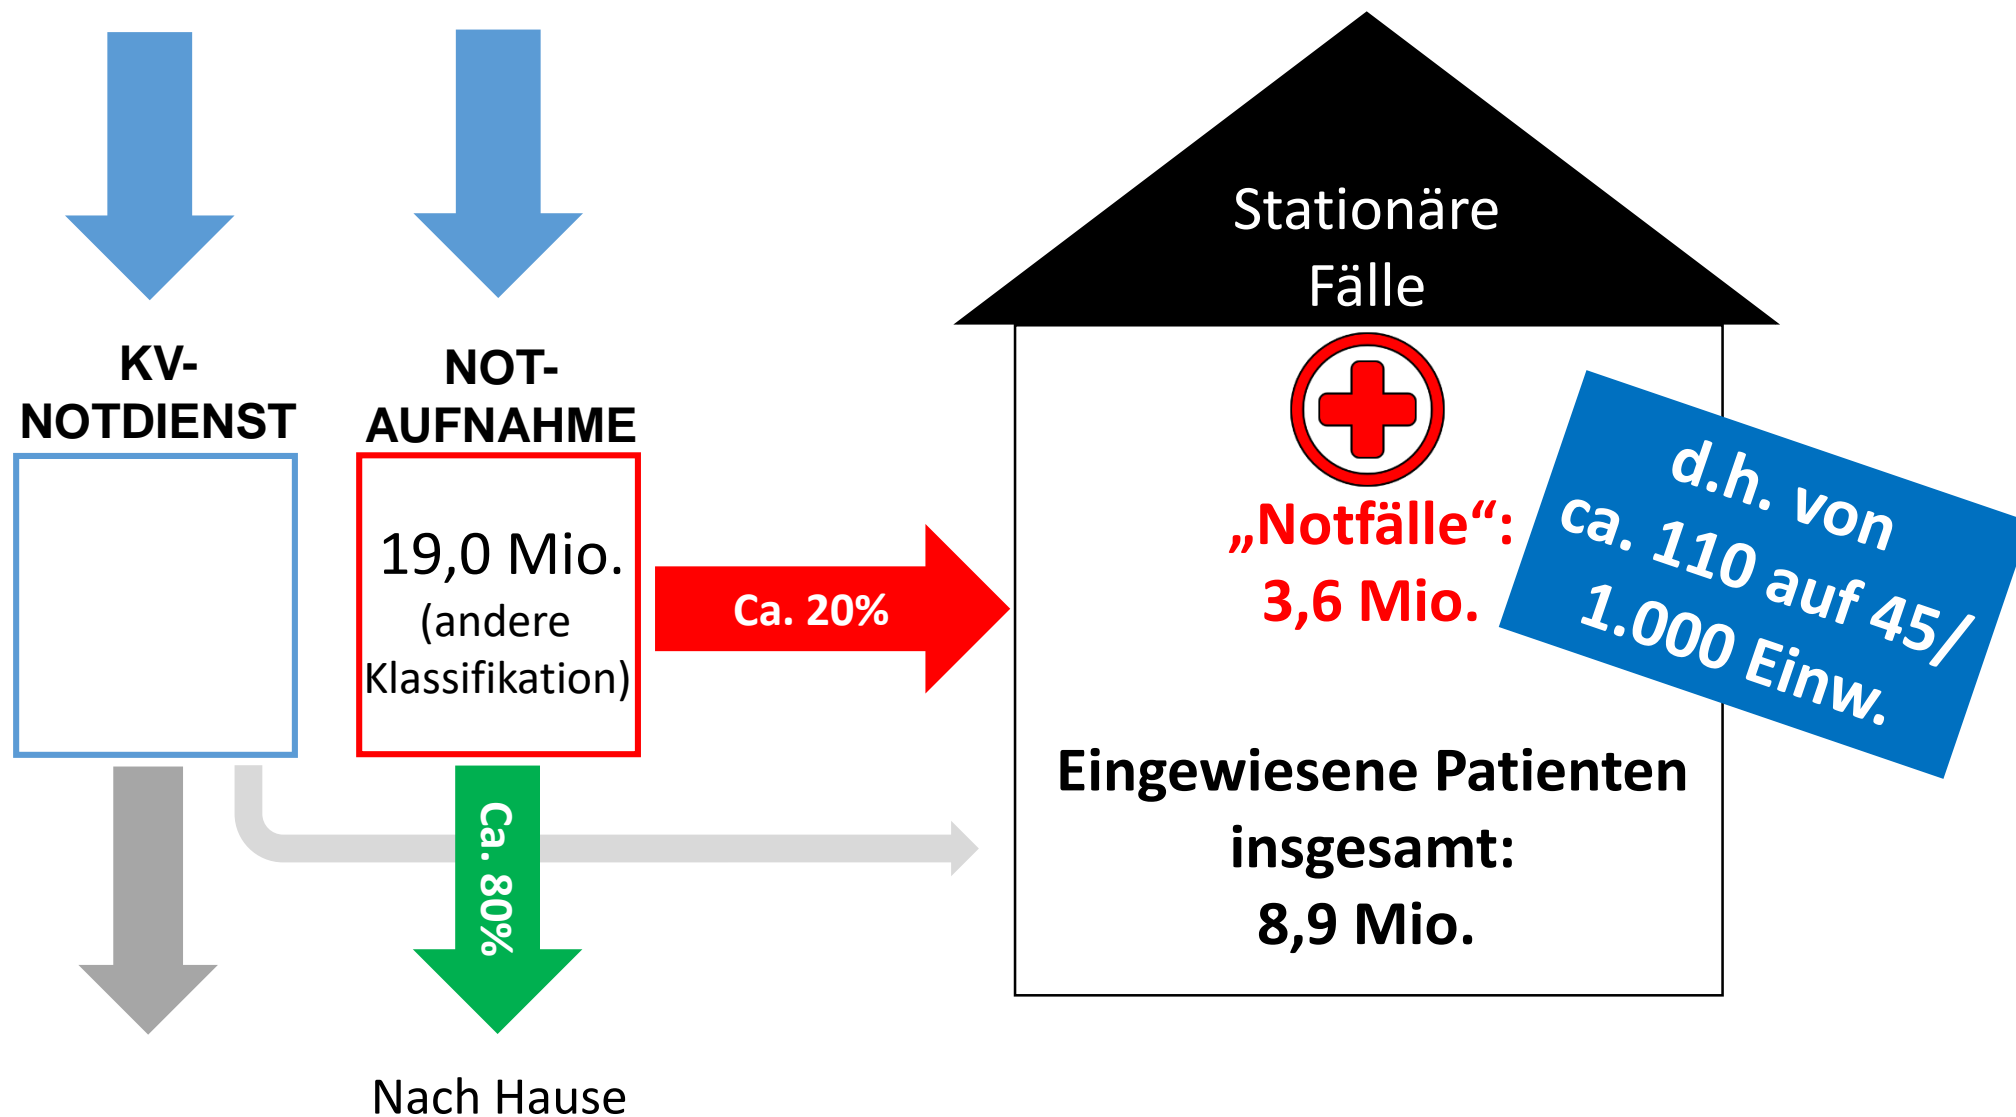 KV-
NOTDIENST
NOT-
AUFNAHME
19,0 Mio.
(andere
Klassifikation)
Ca. 20%
Ca. 80%
Nach Hause
Stationäre
Fälle
„Notfälle“:
3,6 Mio.
d.h. von
ca. 110 auf 45/
1.000 Einw.
Eingewiesene Patienten
insgesamt:
8,9 Mio.